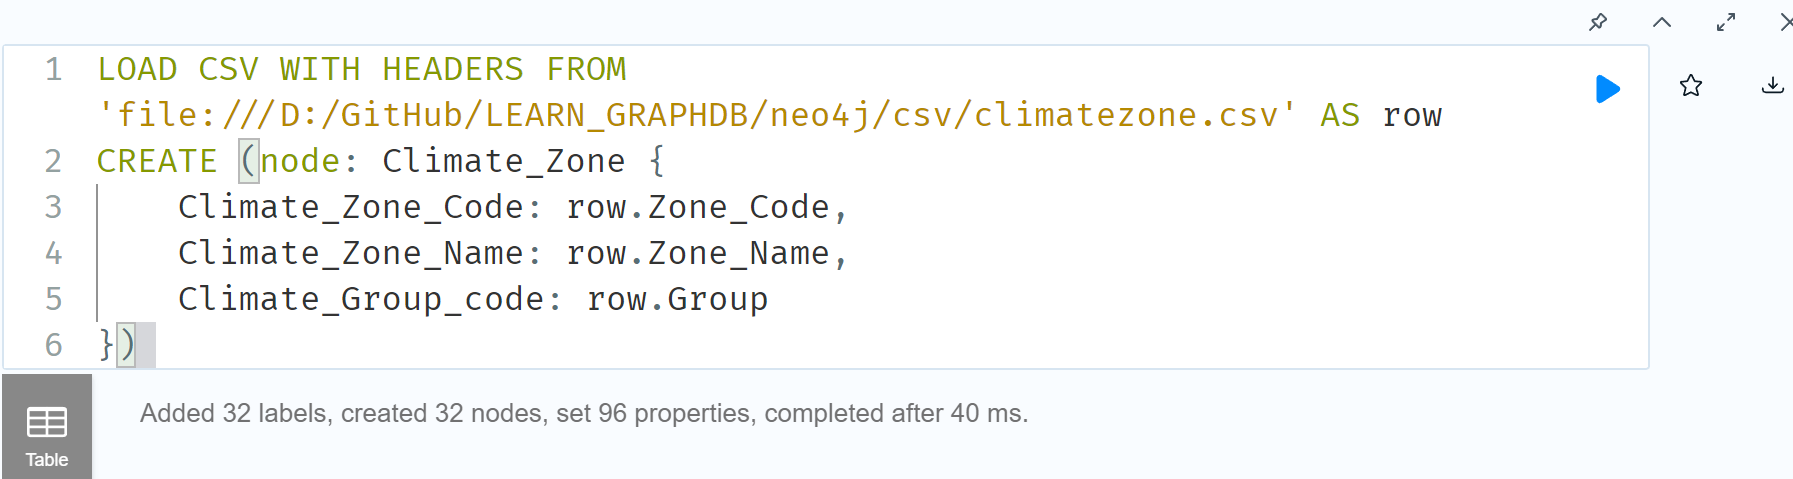 1 LOAD CSV WITH HEADERS FROM
'file:///D:/GitHub/LEARN_GRAPHDB/neo4j/csv/climatezone.csv' AS row
2 CREATE (node: Climate_Zone {
3     Climate_Zone_Code: row.Zone_Code,
4     Climate_Zone_Name: row.Zone_Name,
5     Climate_Group_code: row.Group
6 })
Added 32 labels, created 32 nodes, set 96 properties, completed after 40 ms.
Table